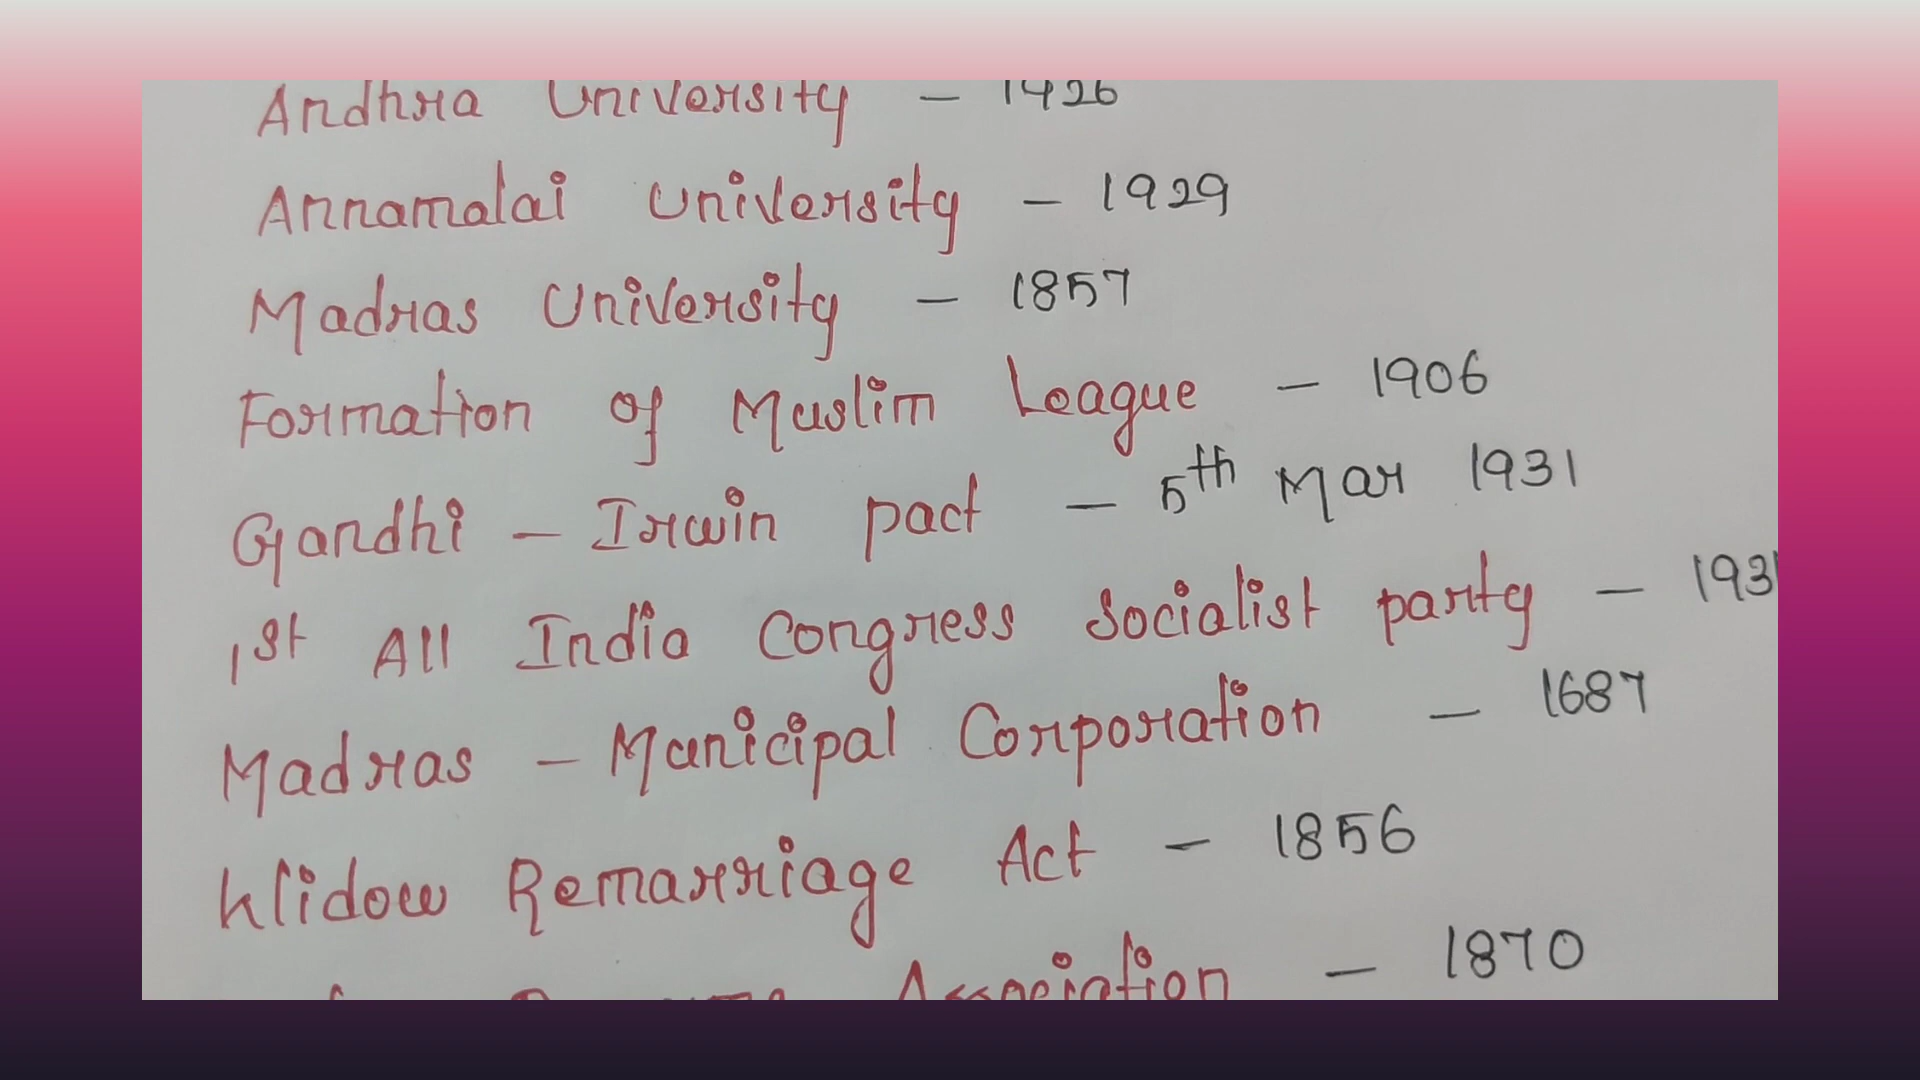 Andhra University – 1926
Annamalai University – 1929
Madras University – 1857
Formation of Muslim League – 1906
Gandhi – Irwin pact – 5th Mar 1931
1st All India Congress Socialist party –
Madras – Municipal Corporation – 1687
Widow Remarriage Act – 1856
Association – 1870